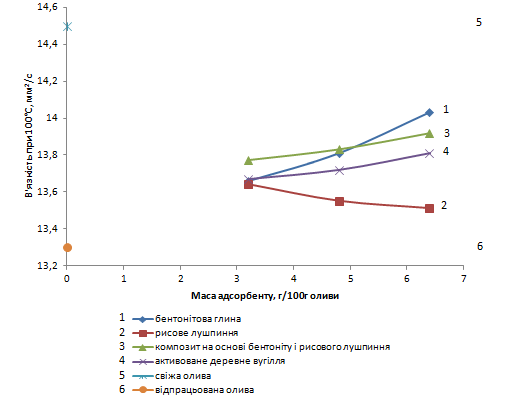 14,6
5
14,4
14,2
В'язкість при100°С, мм²/с
14
1
3
13,8
4
13,6
2
13,4
6
13,2
0 1 2 3 4 5 6 7
Маса адсорбенту, г/100г оливи
1 бентонітова глина
2 рисове лушпиння
3 композит на основі бентоніту і рисового лушпиння
4 активоване деревне вугілля
5 свіжа олива
6 відпрацьована олива